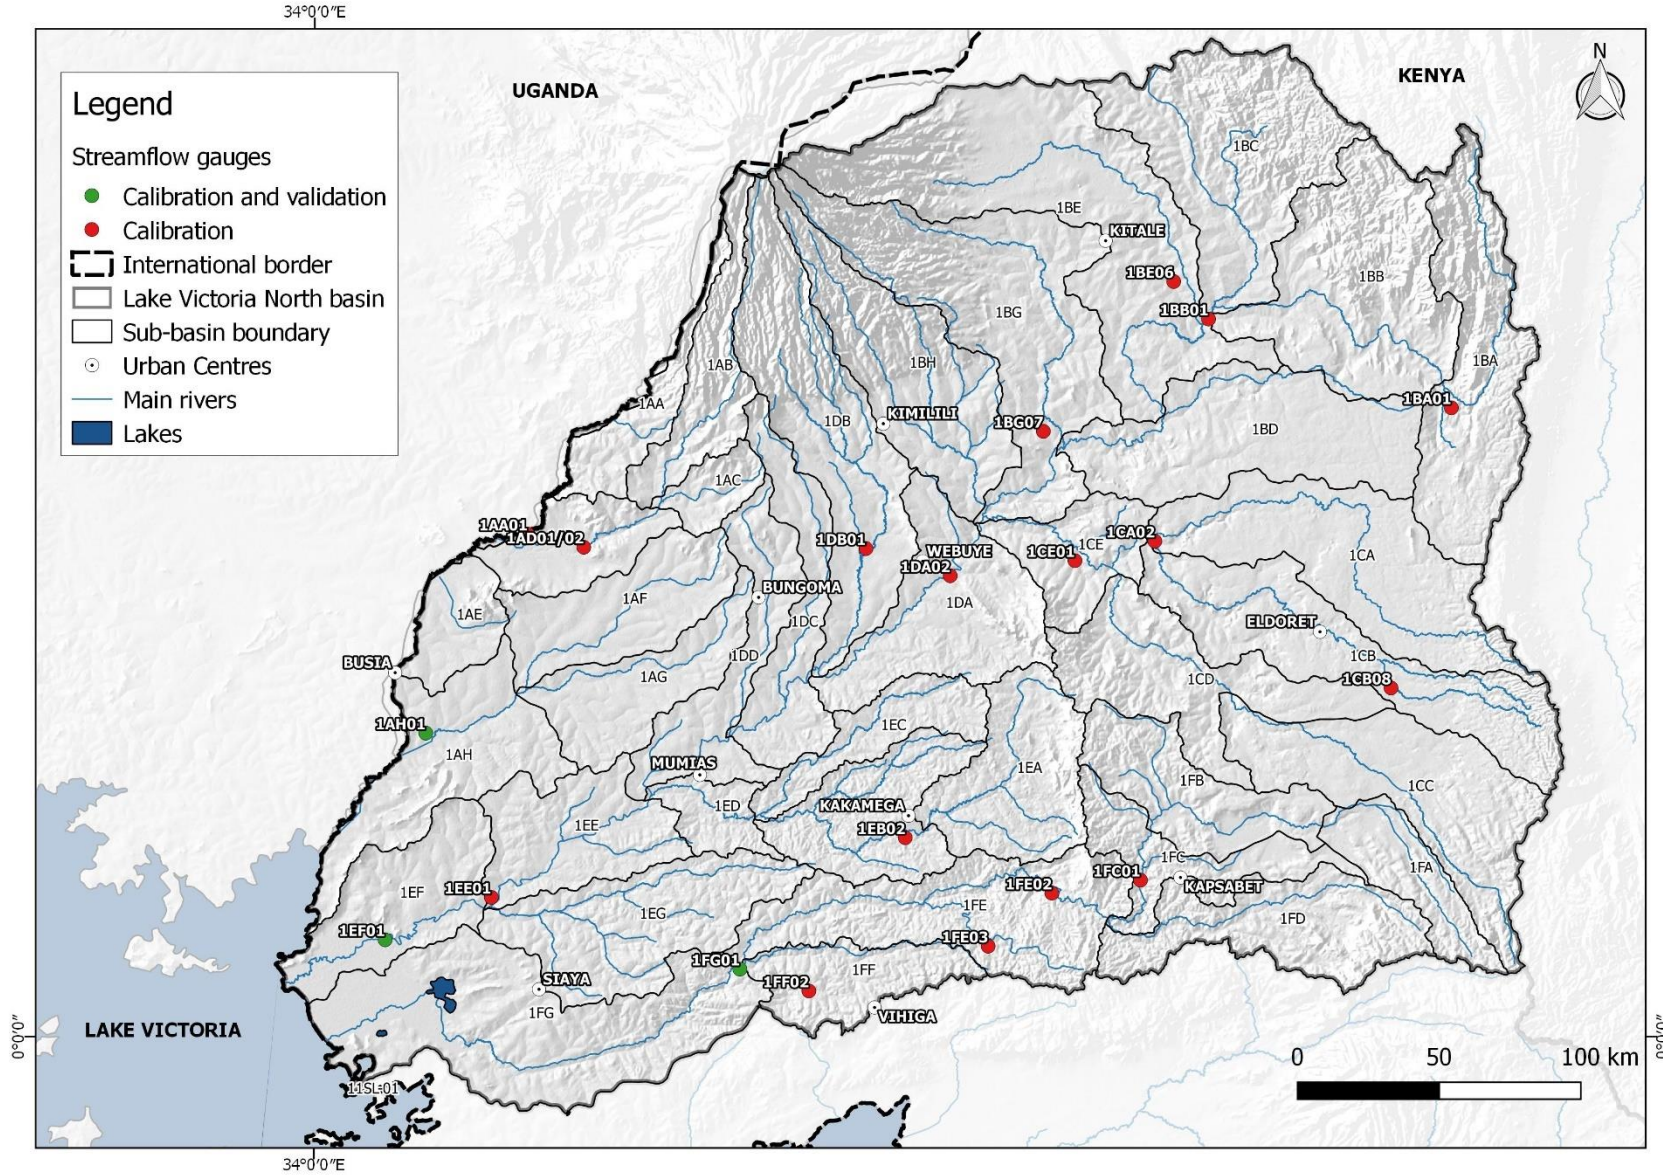 34°0'0"E
UGANDA
KENYA
N
Legend
Streamflow gauges
Calibration and validation
Calibration
International border
Lake Victoria North basin
Sub-basin boundary
Urban Centres
Main rivers
Lakes
1BC
1BE
KITALE
1BE06
1BB
1BB01
1BG
1AB
1BH
1BA
1AA
1BA01
KIMILILI
1DB
1BG07
1BD
1AC
1AA01
1AD01/02
1DB01
WEBUYE
1DA02
1CE01
1CE
1CA02
1CA
BUNGOMA
1AF
1AE
1DA
1DC
ELDORET
BUSIA
1DD
1CB
1AG
1CD
1CB08
1AH01
1EC
1AH
MUMIAS
1EA
1FB
1CC
1ED
KAKAMEGA
1EE
1EB02
1FC
1FC01
1FA
1EF
1EE01
1FE02
KAPSABET
1EG
1FE
1FD
1EF01
1FE03
1FG01
1FF
SIAYA
1FF02
1FG
VIHIGA
LAKE VICTORIA
0°0'0"
0°0'0"
11SL-01
0 50 100 km
34°0'0"E